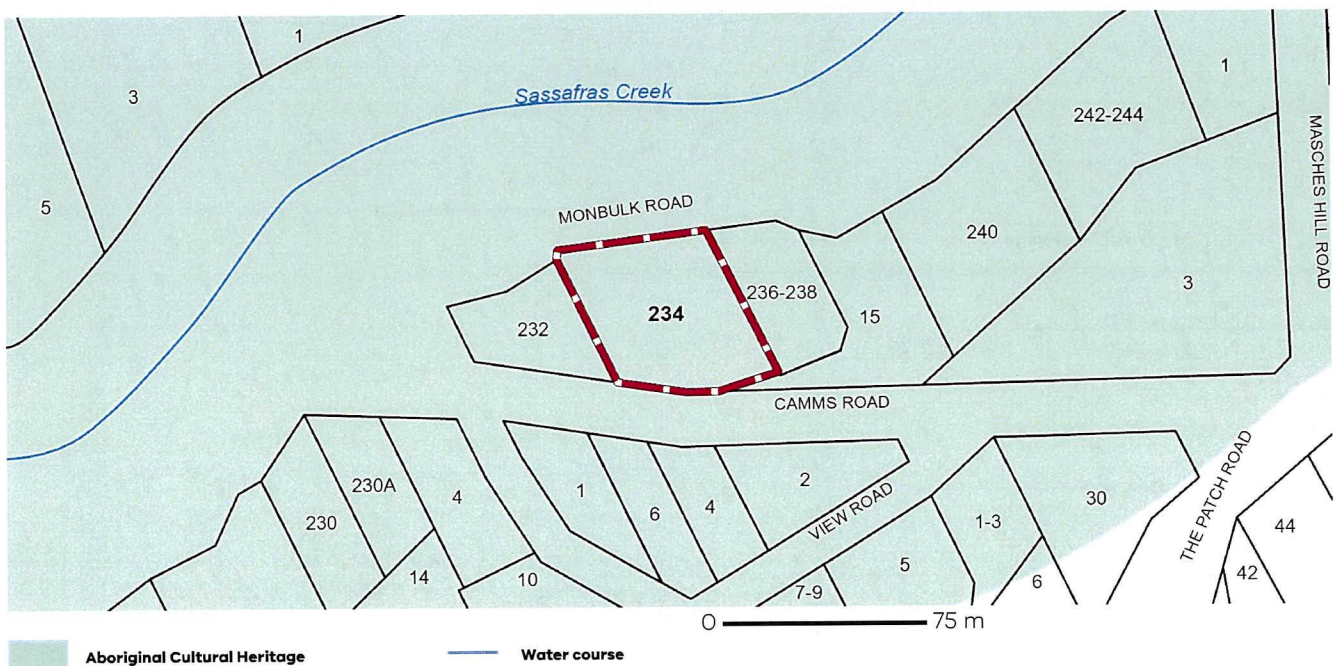 1
3
5
Sassafras Creek
1
242-244
MASCHES HILL ROAD
MONBULK ROAD
240
3
236-238
234
232
15
CAMMS ROAD
230A
230
4
14
10
1
6
4
2
VIEW ROAD
1-3
30
THE PATCH ROAD
5
7-9
6
44
42
0 75 m
Aboriginal Cultural Heritage
Water course